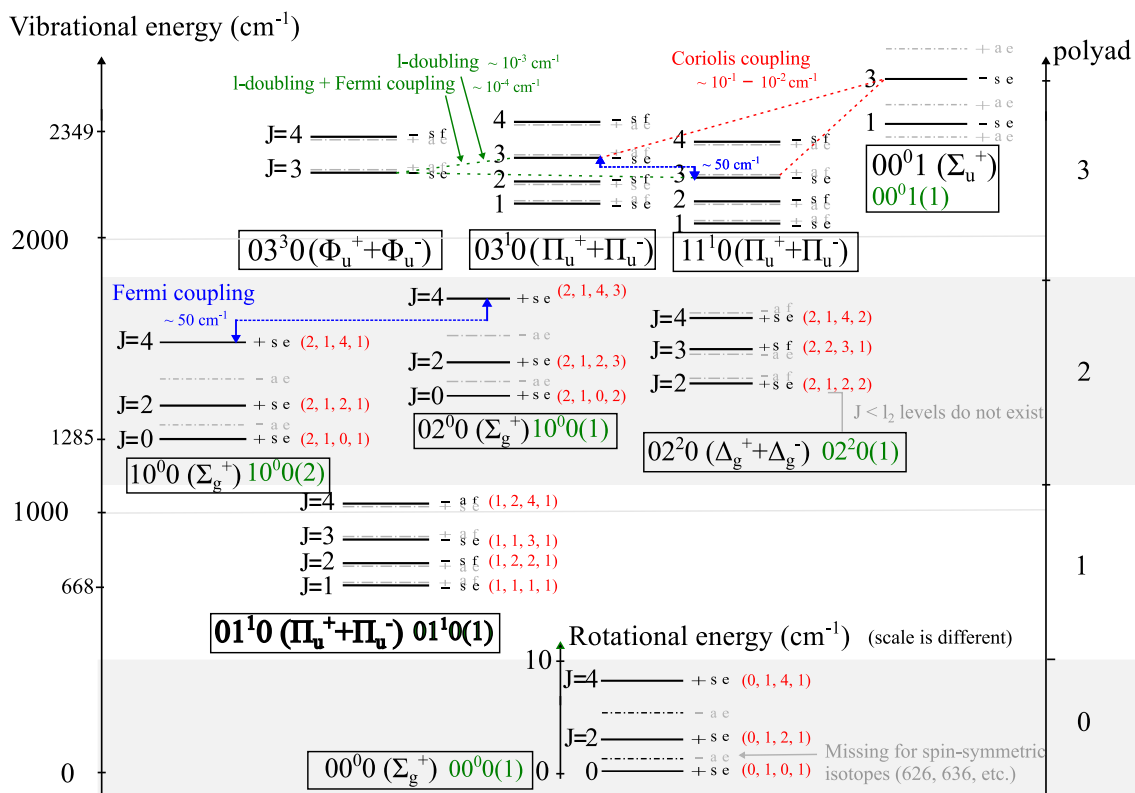 Vibrational energy (cm⁻¹)
polyad
l-doubling ~ 10⁻³ cm⁻¹
l-doubling + Fermi coupling ~ 10⁻⁴ cm⁻¹
Coriolis coupling
~ 10⁻¹ − 10⁻² cm⁻¹
+ a e
3 − s e
+ a e
1 − s e
+ a e
00⁰1 (Σᵤ⁺)
00⁰1(1)
2349
J=4 − s f
+ a e
J=3 + a f
− s e
4 − s f
+ a e
3 + a f
− s e
2 − s f
+ a e
1 − s e
~ 50 cm⁻¹
4 − s f
+ a e
3 + a f
− s e
2 − s f
+ a e
1 − s e
3
2000
03³0 (Φᵤ⁺+Φᵤ⁻)
03¹0 (Πᵤ⁺+Πᵤ⁻)
11¹0 (Πᵤ⁺+Πᵤ⁻)
Fermi coupling
~ 50 cm⁻¹
J=4 + s e (2, 1, 4, 1)
− a e
J=2 + s e (2, 1, 2, 1)
+ a e
− a e
J=0 + s e (2, 1, 0, 1)
10⁰0 (Σg⁺) 10⁰0(2)
J=4 + s e (2, 1, 4, 3)
− a e
J=2 + s e (2, 1, 2, 3)
− a e
J=0 + s e (2, 1, 0, 2)
02⁰0 (Σg⁺) 10⁰0(1)
− a f
J=4 + s e (2, 1, 4, 2)
J=3 + s f (2, 2, 3, 1)
− a e
− a f
J=2 + s e (2, 1, 2, 2)
J < l₂ levels do not exist
02²0 (Δg⁺+Δg⁻) 02²0(1)
2
1285
1000
J=4 − a f (1, 2, 4, 1)
+ s e
J=3 + a f
− s e (1, 1, 3, 1)
J=2 − s f (1, 2, 2, 1)
+ a e
J=1 + a f
− s e (1, 1, 1, 1)
668
1
01¹0 (Πᵤ⁺+Πᵤ⁻) 01¹0(1)
Rotational energy (cm⁻¹) (scale is different)
10
J=4 + s e (0, 1, 4, 1)
− a e
J=2 + s e (0, 1, 2, 1)
− a e
0 + s e (0, 1, 0, 1)
0
Missing for spin-symmetric
isotopes (626, 636, etc.)
00⁰0 (Σg⁺) 00⁰0(1)
0
0